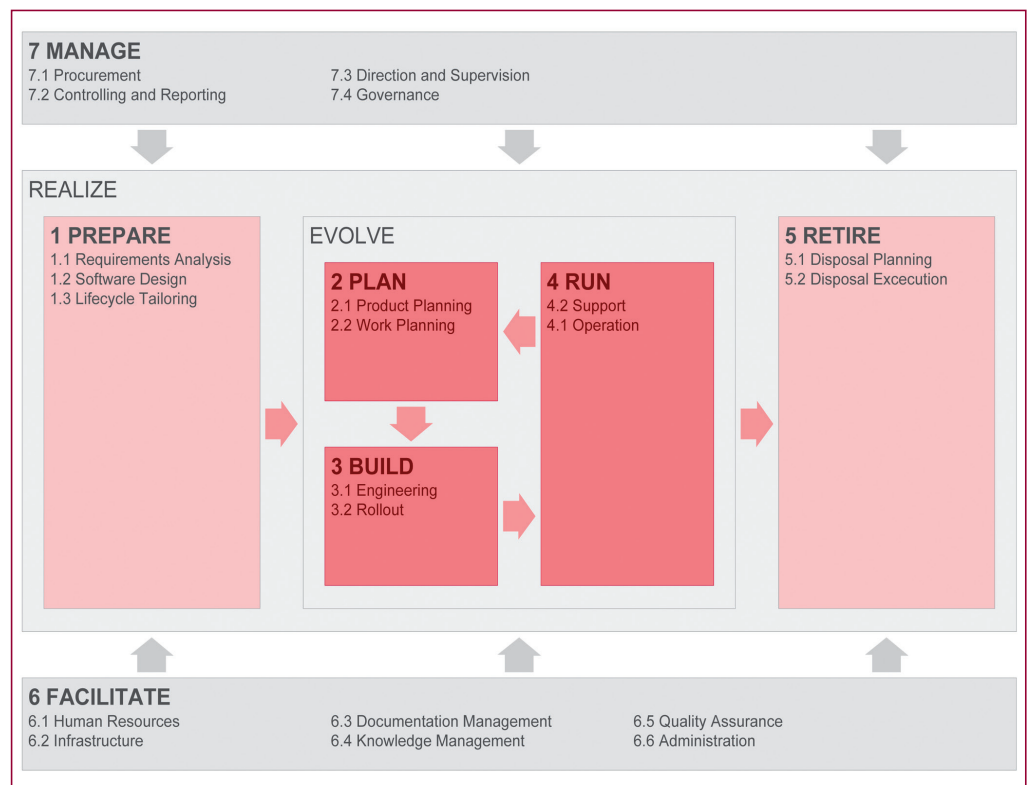 7 MANAGE
7.1 Procurement
7.2 Controlling and Reporting
7.3 Direction and Supervision
7.4 Governance
REALIZE
1 PREPARE
1.1 Requirements Analysis
1.2 Software Design
1.3 Lifecycle Tailoring
EVOLVE
2 PLAN
2.1 Product Planning
2.2 Work Planning
3 BUILD
3.1 Engineering
3.2 Rollout
4 RUN
4.2 Support
4.1 Operation
5 RETIRE
5.1 Disposal Planning
5.2 Disposal Excecution
6 FACILITATE
6.1 Human Resources
6.2 Infrastructure
6.3 Documentation Management
6.4 Knowledge Management
6.5 Quality Assurance
6.6 Administration